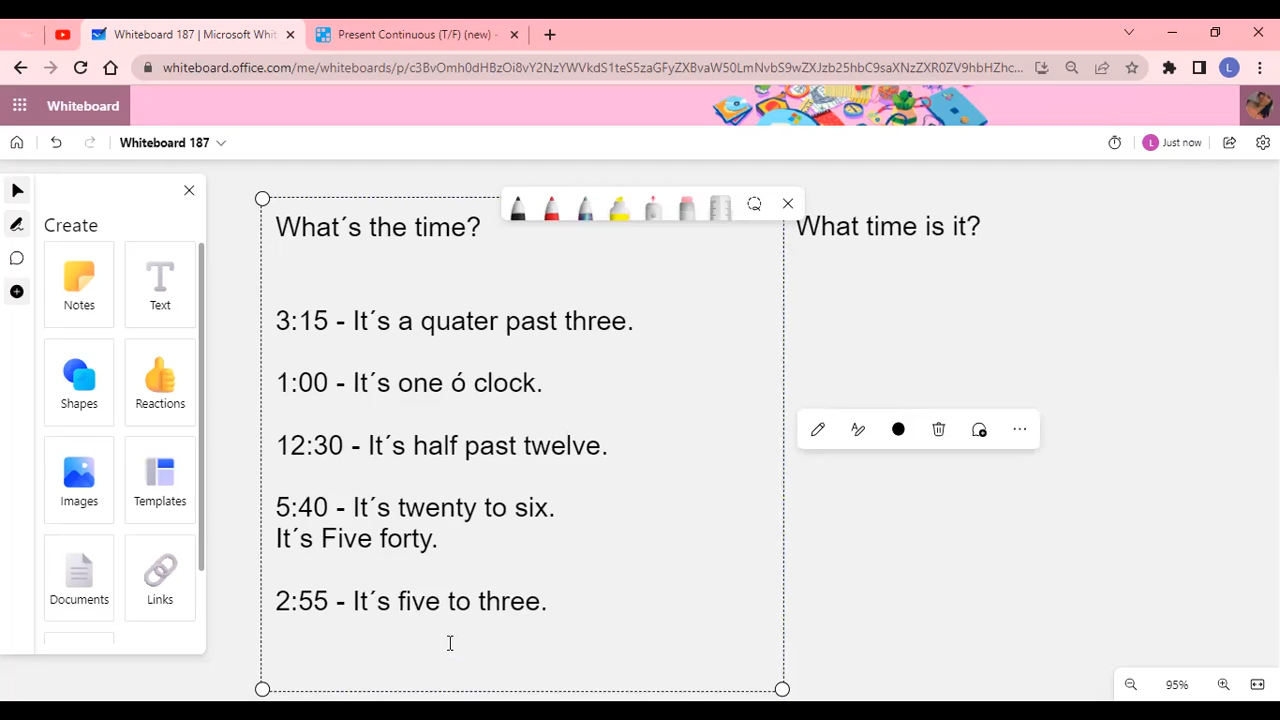 Whiteboard 187 | Microsoft Whit
Present Continuous (T/F) (new) -
whiteboard.office.com/me/whiteboards/p/
L
Whiteboard
Whiteboard 187
L
Just now
Create
Notes
Text
Shapes
Reactions
Images
Templates
Documents
Links
What´s the time?
What time is it?
3:15 - It´s a quater past three.
1:00 - It´s one ó clock.
12:30 - It´s half past twelve.
5:40 - It´s twenty to six.
It´s Five forty.
2:55 - It´s five to three.
95%